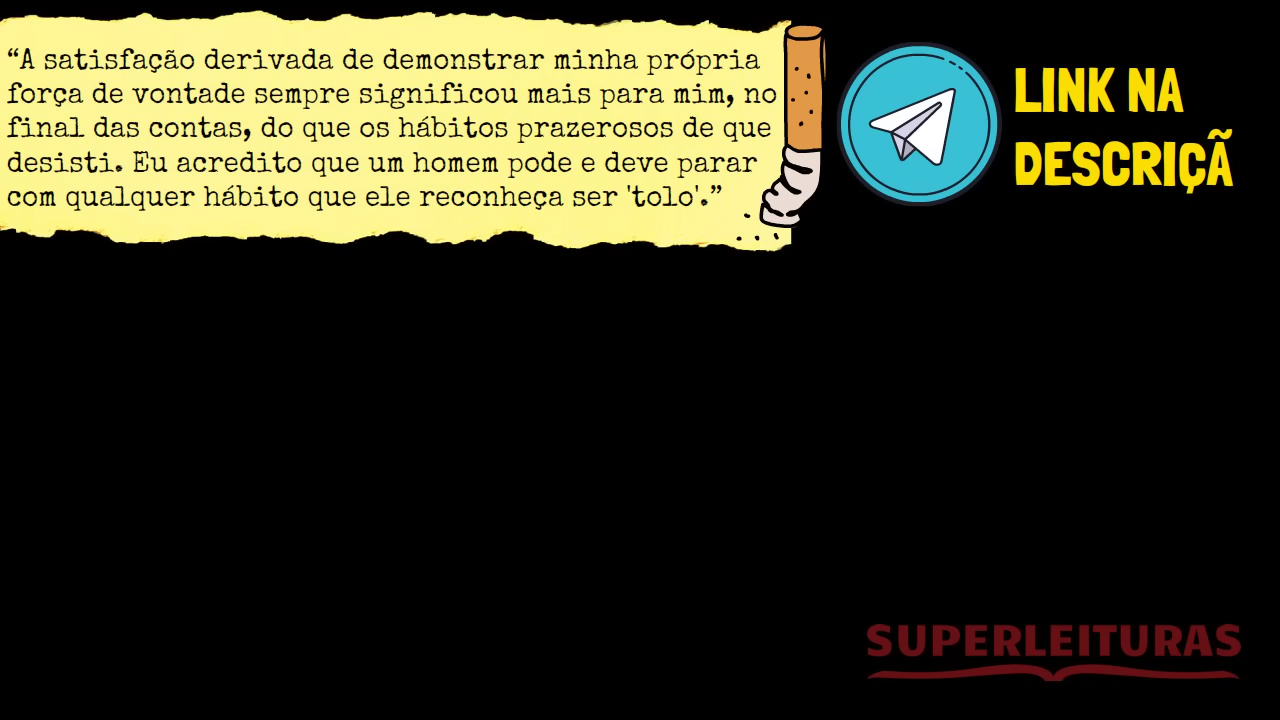 “A satisfação derivada de demonstrar minha própria
força de vontade sempre significou mais para mim, no
final das contas, do que os hábitos prazerosos de que
desisti. Eu acredito que um homem pode e deve parar
com qualquer hábito que ele reconheça ser 'tolo'.”
LINK NA
DESCRIÇÃ
SUPERLEITURAS